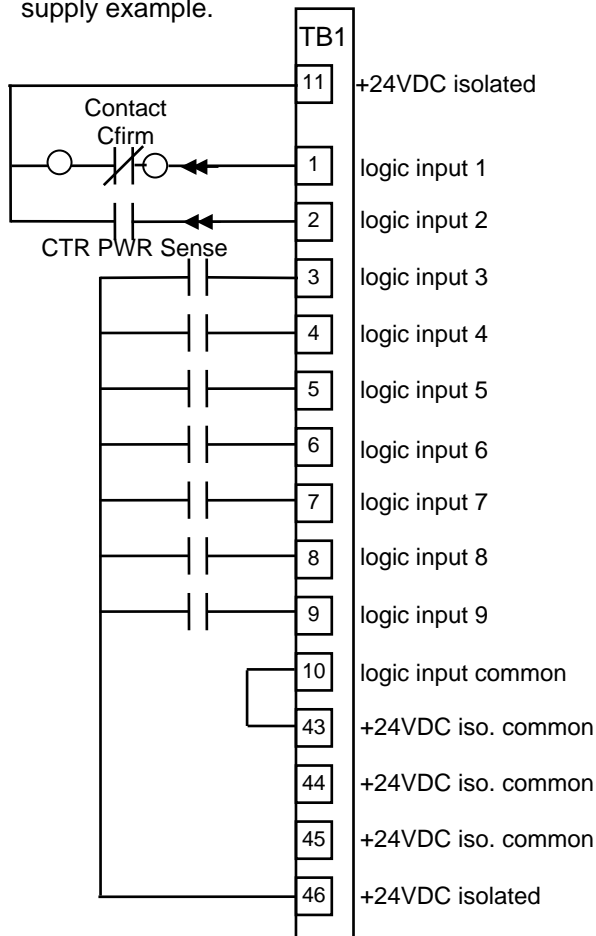 supply example.
TB1
11 +24VDC isolated
Contact
Cfirm
1 logic input 1
2 logic input 2
CTR PWR Sense
3 logic input 3
4 logic input 4
5 logic input 5
6 logic input 6
7 logic input 7
8 logic input 8
9 logic input 9
10 logic input common
43 +24VDC iso. common
44 +24VDC iso. common
45 +24VDC iso. common
46 +24VDC isolated